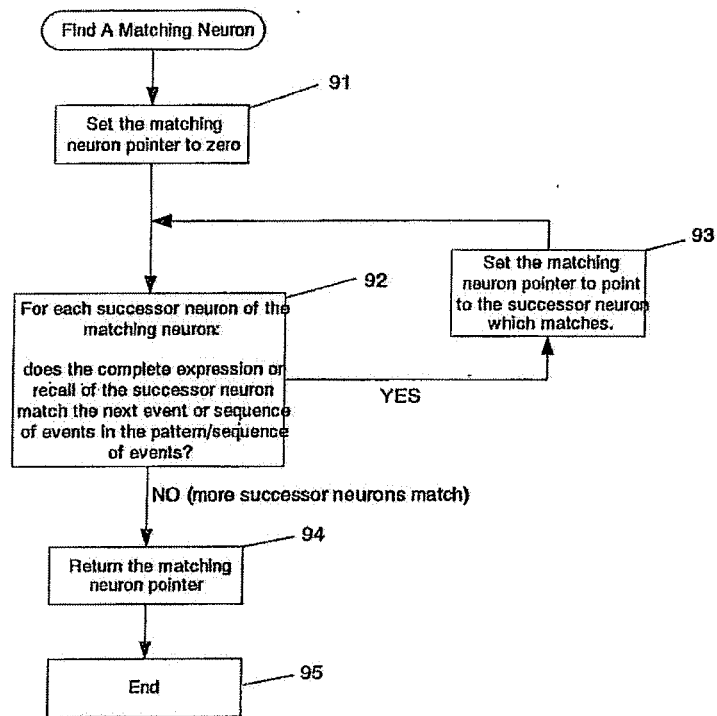 Find A Matching Neuron
91
Set the matching
neuron pointer to zero
93
Set the matching
neuron pointer to point
to the successor neuron
which matches.
92
For each successor neuron of the
matching neuron:
does the complete expression or
recall of the successor neuron
match the next event or sequence
of events in the pattern/sequence
of events?
YES
NO (more successor neurons match)
94
Return the matching
neuron pointer
95
End